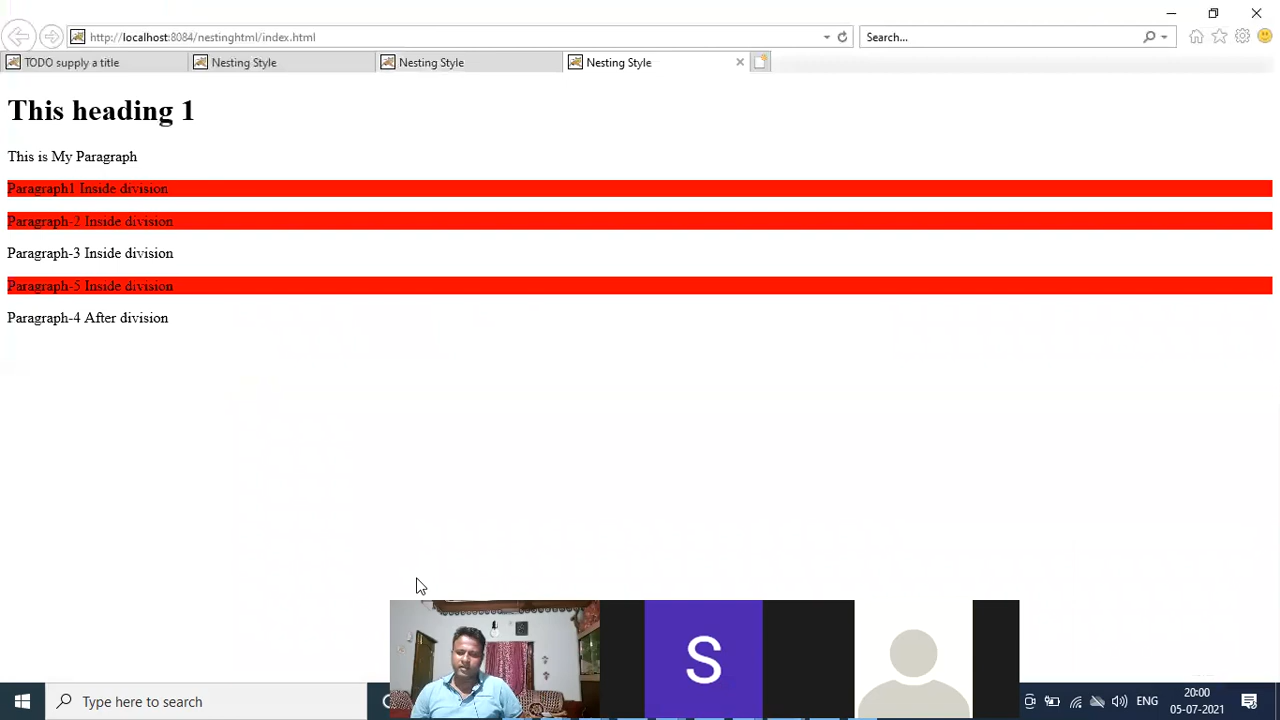 http://localhost:8084/nestinghtml/index.html
Search...
TODO supply a title
Nesting Style
Nesting Style
Nesting Style
This heading 1
This is My Paragraph
Paragraph1 Inside division
Paragraph-2 Inside division
Paragraph-3 Inside division
Paragraph-5 Inside division
Paragraph-4 After division
S
Type here to search
ENG
20:00
05-07-2021